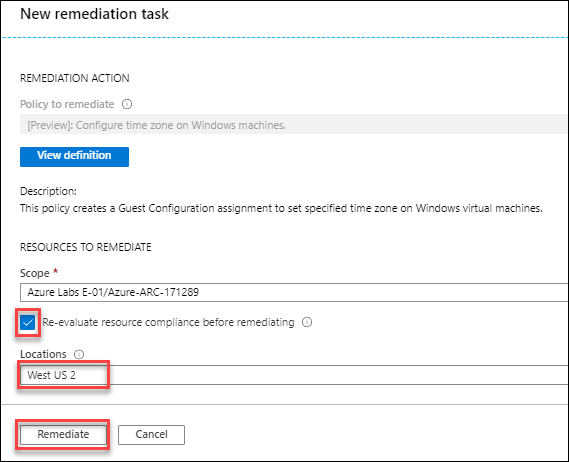 New remediation task
REMEDIATION ACTION
Policy to remediate
[Preview]: Configure time zone on Windows machines.
View definition
Description:
This policy creates a Guest Configuration assignment to set specified time zone on Windows virtual machines.
RESOURCES TO REMEDIATE
Scope *
Azure Labs E-01/Azure-ARC-171289
Re-evaluate resource compliance before remediating
Locations
West US 2
Remediate Cancel